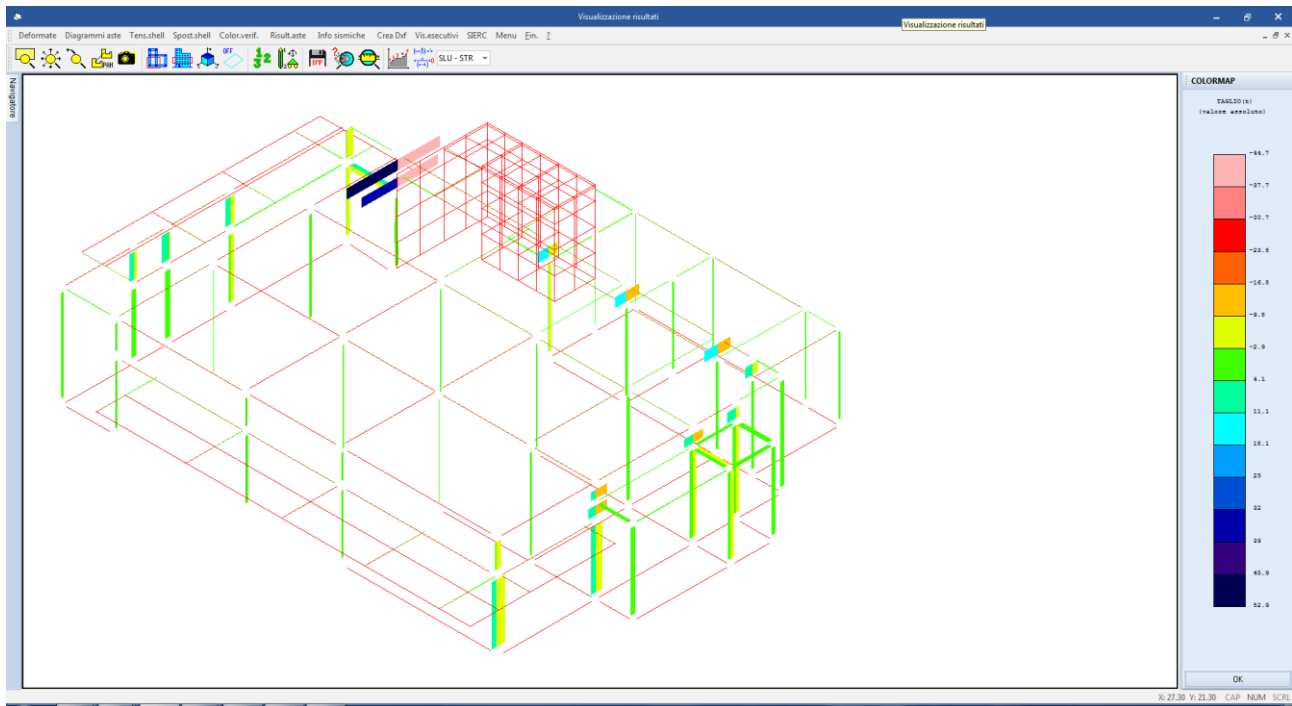 Visualizzazione risultati
Visualizzazione risultati
Deformate Diagrammi aste Tens.shell Spost.shell Color.verif. Risult.aste Info sismiche Crea Dxf Vis.esecutivi SIERC Menu Fin. ?
OFF
PAN
SLU - STR
Navigatore
COLORMAP
TAGLIO(t)
(valore assoluto)
-44.7
-37.7
-30.7
-23.8
-16.8
-9.8
-2.9
4.1
11.1
18.1
25
32
39
45.9
52.9
OK
X: 27.30 Y: 21.30 CAP NUM SCRL